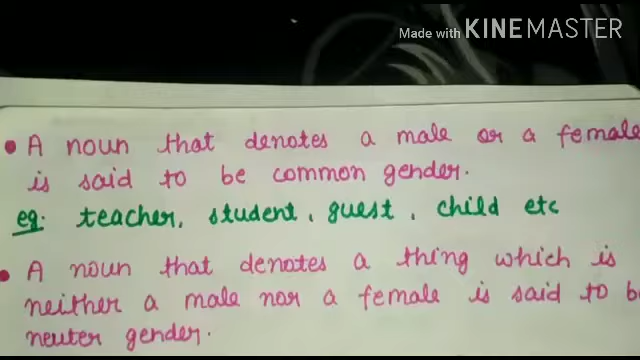 Made with KINEMASTER
• A noun that denotes a male or a female
is said to be common gender.
eg. teacher, student, guest, child etc
• A noun that denotes a thing which is
neither a male nor a female is said to be
neuter gender.